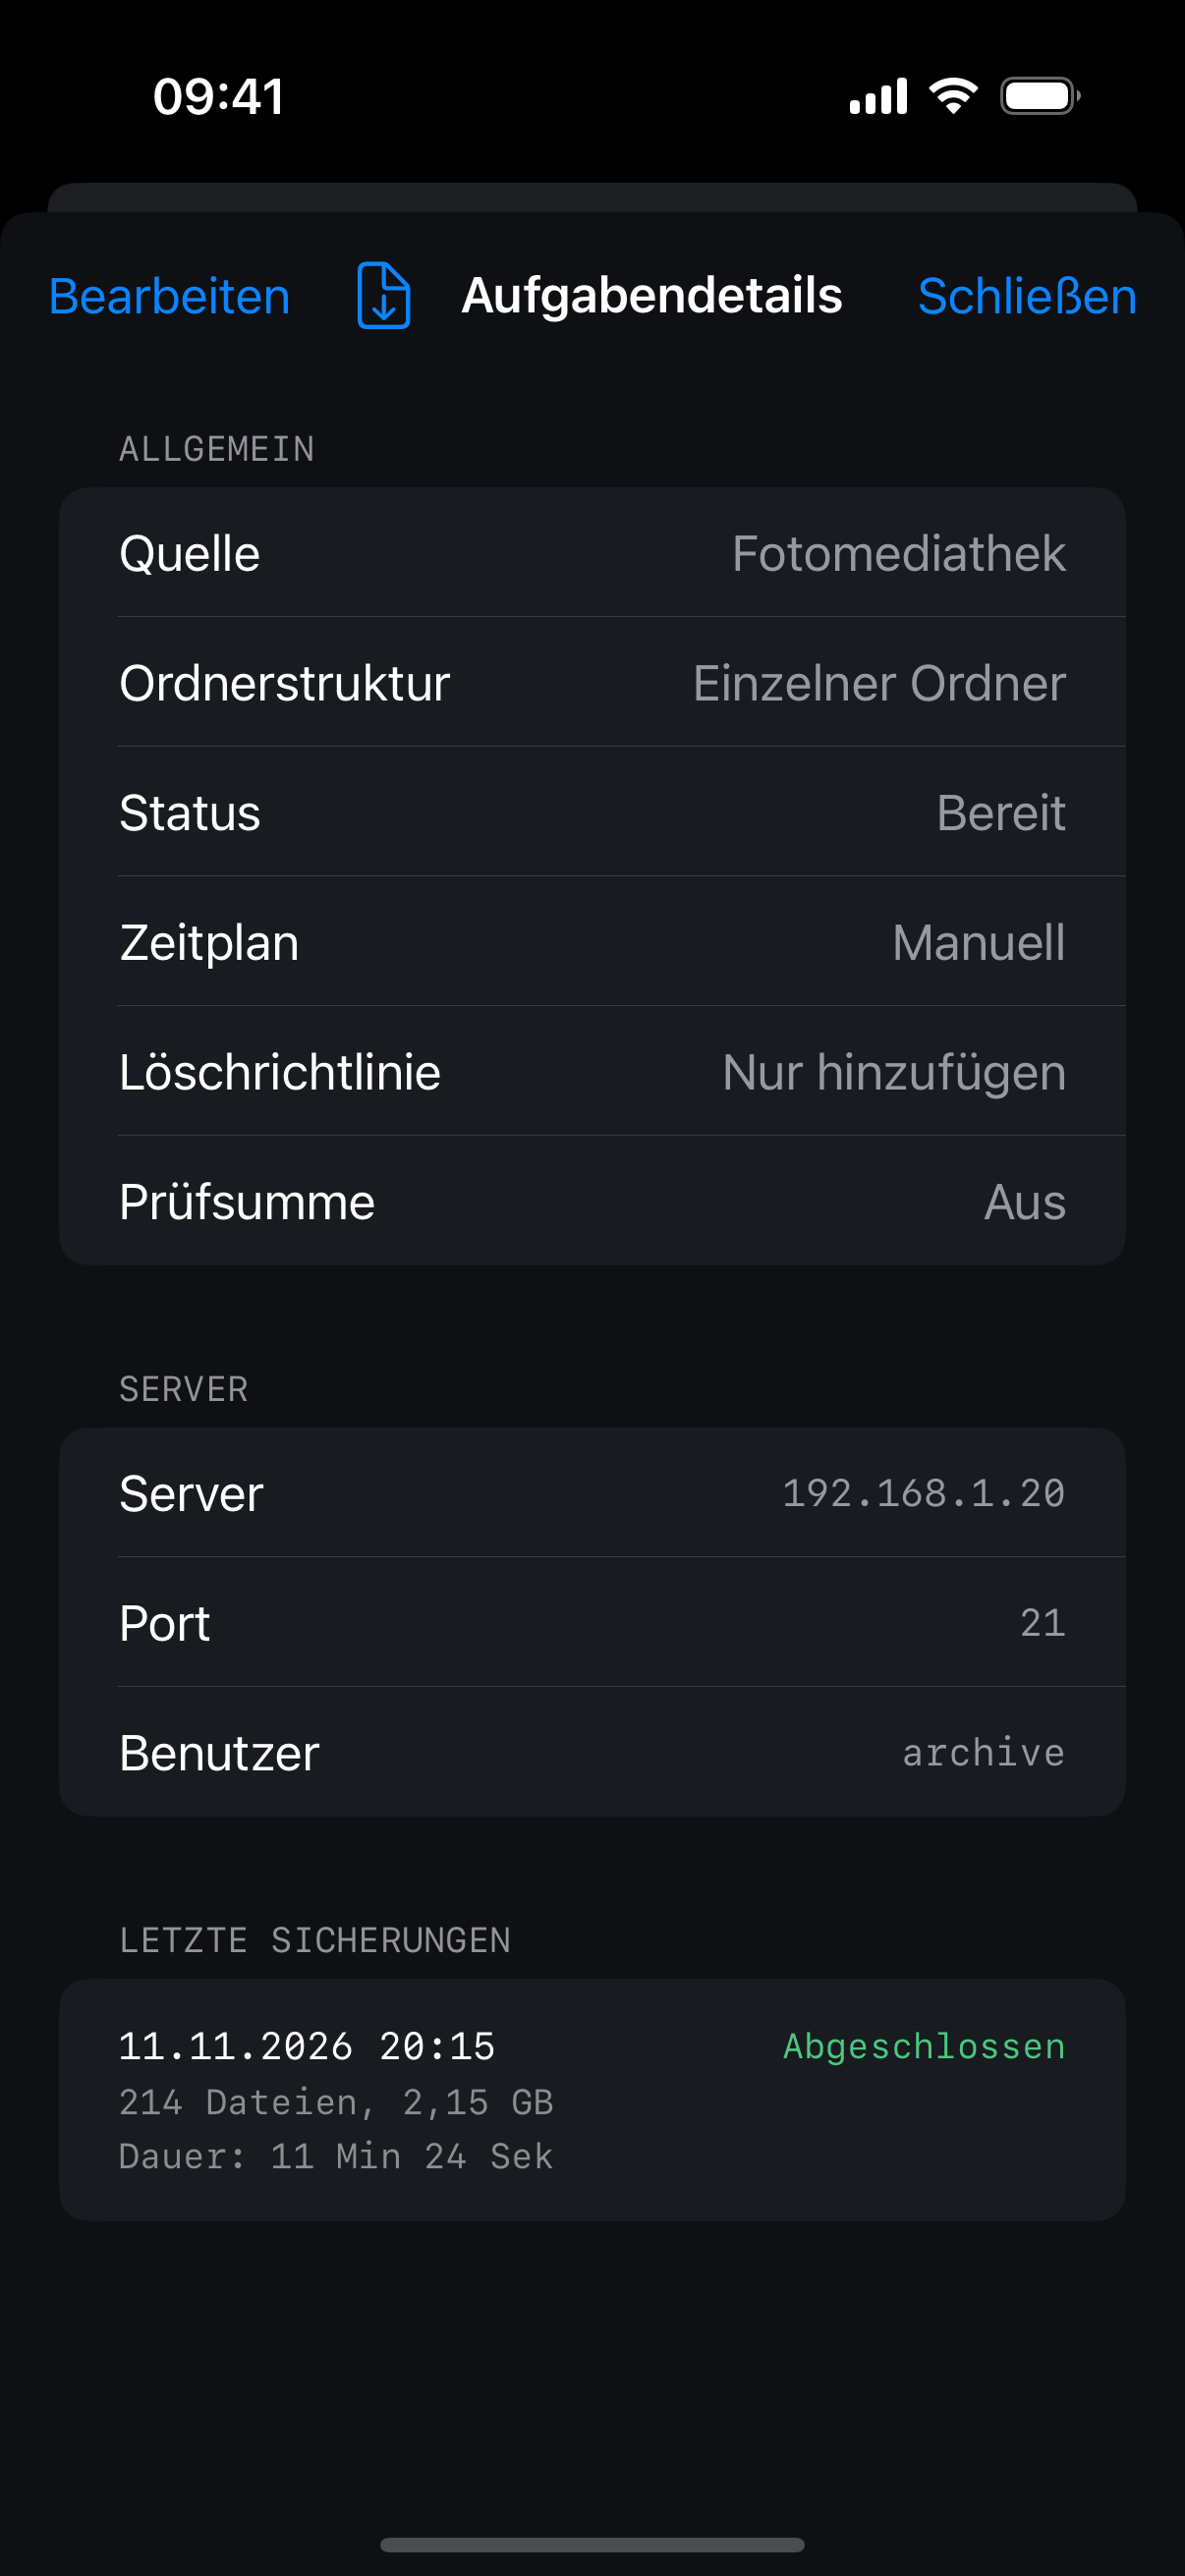 09:41
Bearbeiten Aufgabendetails Schließen
ALLGEMEIN
Quelle Fotomediathek
Ordnerstruktur Einzelner Ordner
Status Bereit
Zeitplan Manuell
Löschrichtlinie Nur hinzufügen
Prüfsumme Aus
SERVER
Server 192.168.1.20
Port 21
Benutzer archive
LETZTE SICHERUNGEN
11.11.2026 20:15 Abgeschlossen
214 Dateien, 2,15 GB
Dauer: 11 Min 24 Sek